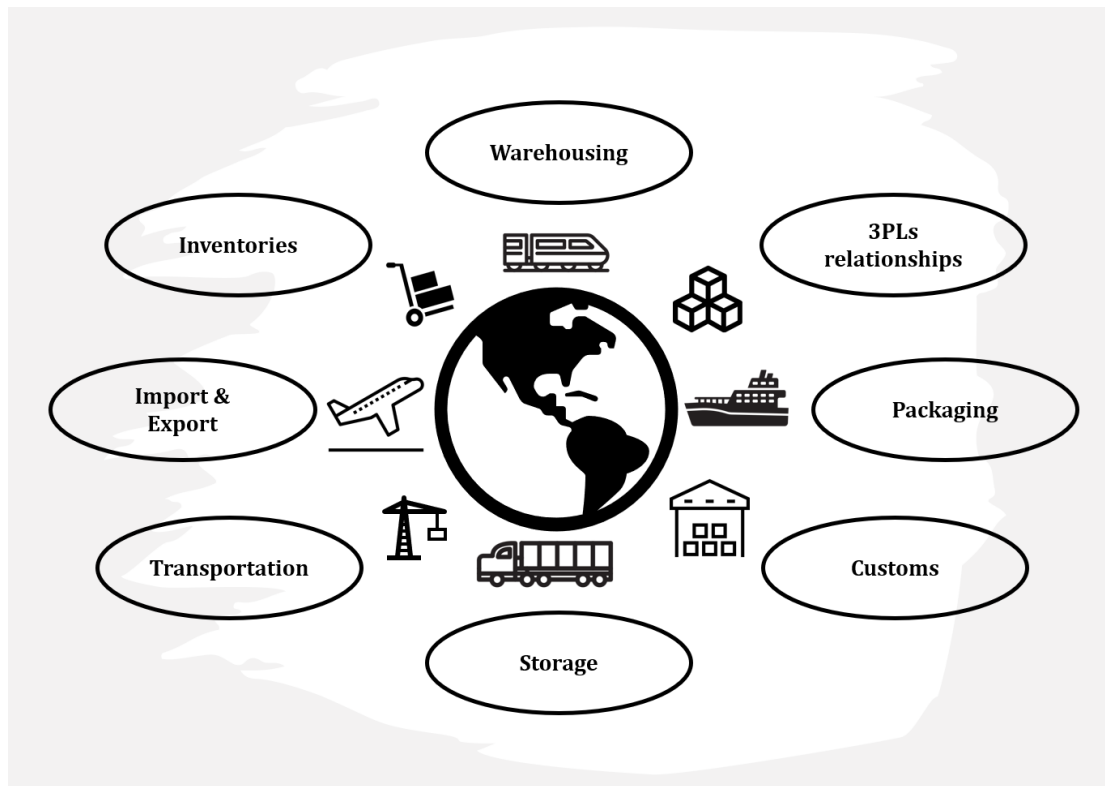 Warehousing
Inventories
3PLs
relationships
Import &
Export
Packaging
Transportation
Customs
Storage